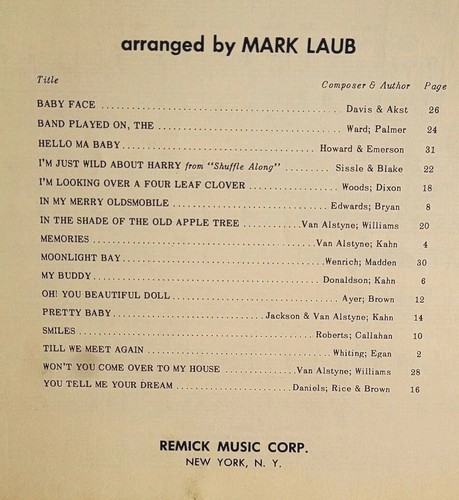 arranged by MARK LAUB
Title Composer & Author Page
BABY FACE ........ Davis & Akst 26
BAND PLAYED ON, THE ........ Ward; Palmer 24
HELLO MA BABY ........ Howard & Emerson 31
I'M JUST WILD ABOUT HARRY from "Shuffle Along" ........ Sissle & Blake 22
I'M LOOKING OVER A FOUR LEAF CLOVER ........ Woods; Dixon 18
IN MY MERRY OLDSMOBILE ........ Edwards; Bryan 8
IN THE SHADE OF THE OLD APPLE TREE ........ Van Alstyne; Williams 20
MEMORIES ........ Van Alstyne; Kahn 4
MOONLIGHT BAY ........ Wenrich; Madden 30
MY BUDDY ........ Donaldson; Kahn 6
OH! YOU BEAUTIFUL DOLL ........ Ayer; Brown 12
PRETTY BABY ........ Jackson & Van Alstyne; Kahn 14
SMILES ........ Roberts; Callahan 10
TILL WE MEET AGAIN ........ Whiting; Egan 2
WON'T YOU COME OVER TO MY HOUSE ........ Van Alstyne; Williams 28
YOU TELL ME YOUR DREAM ........ Daniels; Rice & Brown 16
REMICK MUSIC CORP.
NEW YORK, N. Y.